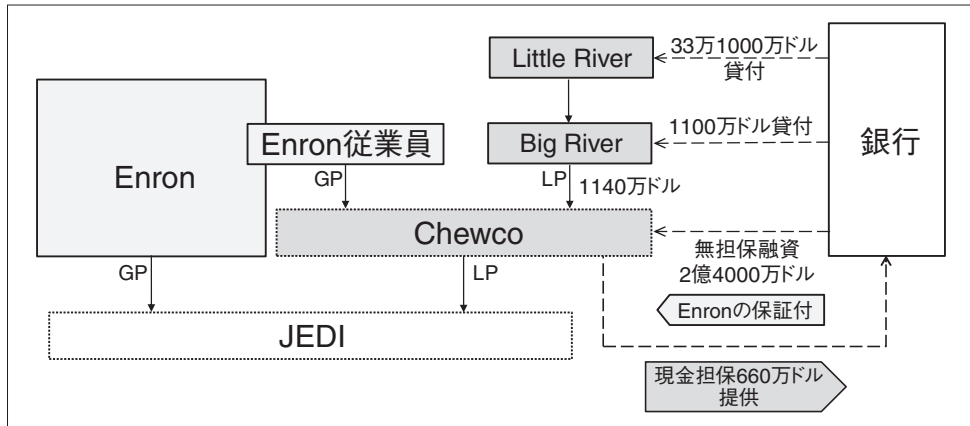 Little River
33万1000万ドル
貸付
Enron
Enron従業員
GP
Big River
LP
1140万ドル
1100万ドル貸付
銀行
Chewco
無担保融資
2億4000万ドル
Enronの保証付
GP
LP
JEDI
現金担保660万ドル
提供